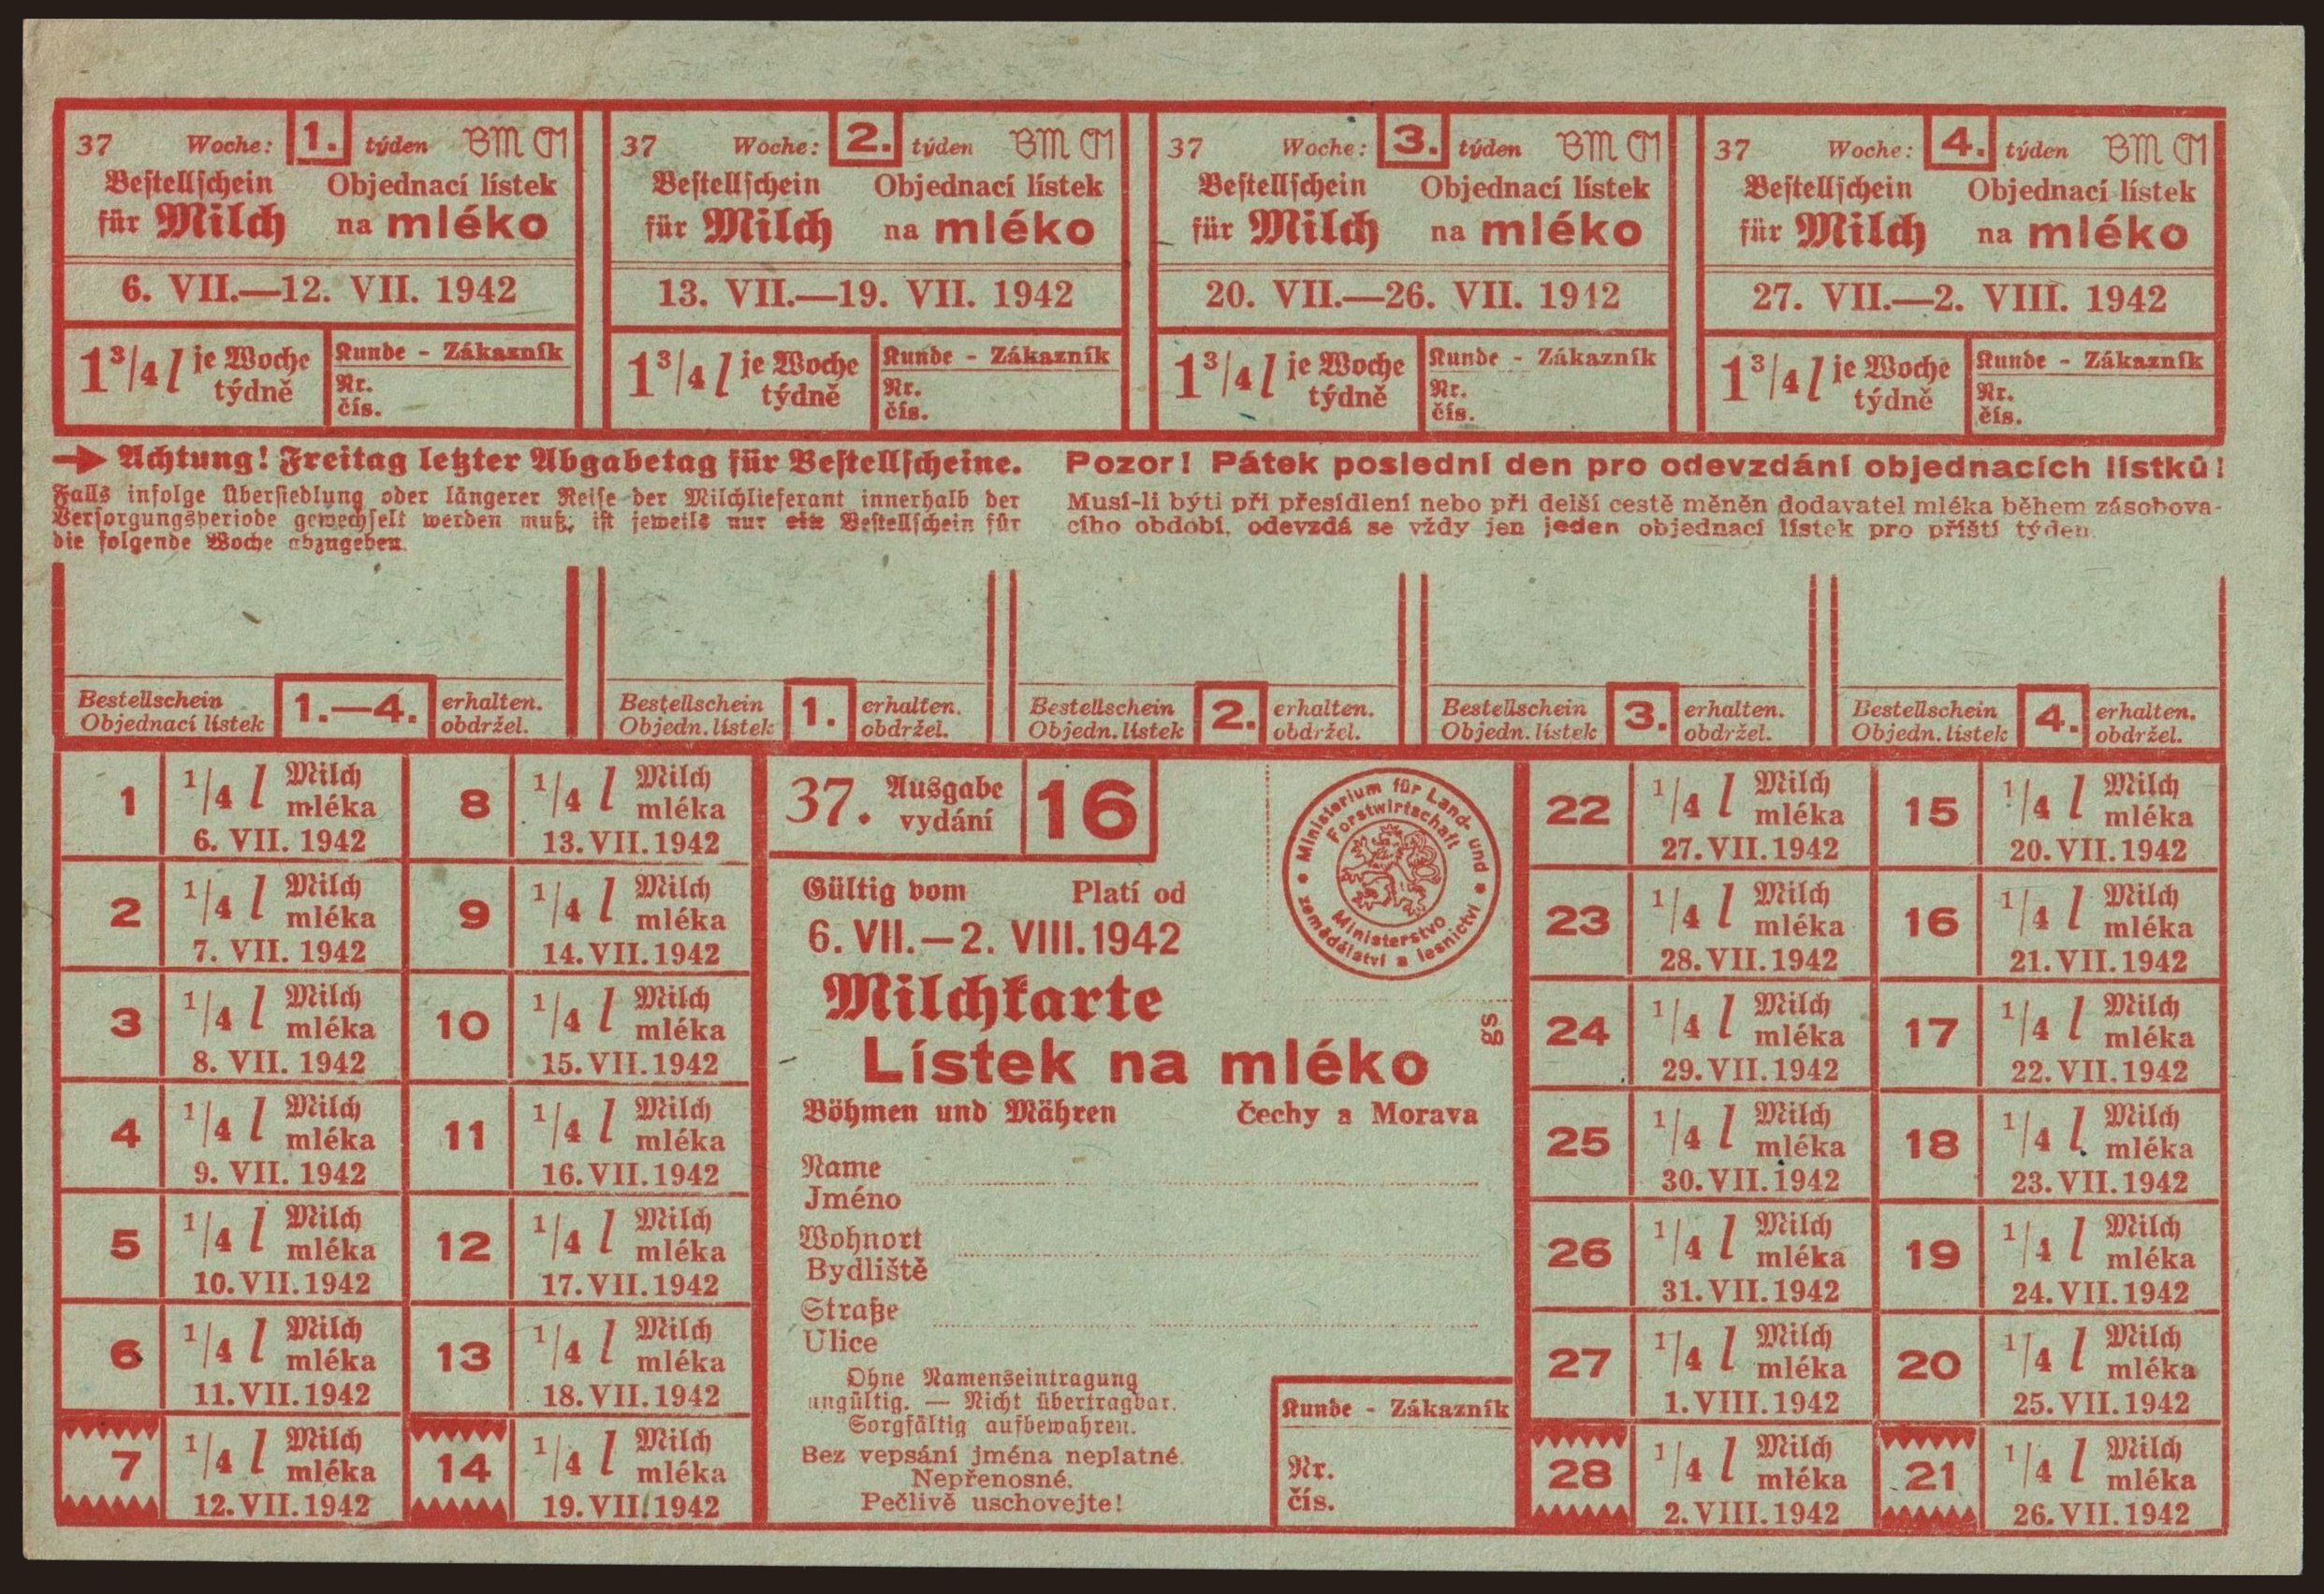 37 Woche: 1. týden BM ČM
Bestellschein Objednací lístek
für Milch na mléko
6. VII.—12. VII. 1942
1 3/4 l je Woche týdně
Kunde - Zákazník
Nr.
čís.
37 Woche: 2. týden BM ČM
Bestellschein Objednací lístek
für Milch na mléko
13. VII.—19. VII. 1942
1 3/4 l je Woche týdně
Kunde - Zákazník
Nr.
čís.
37 Woche: 3. týden BM ČM
Bestellschein Objednací lístek
für Milch na mléko
20. VII.—26. VII. 1942
1 3/4 l je Woche týdně
Kunde - Zákazník
Nr.
čís.
37 Woche: 4. týden BM ČM
Bestellschein Objednací lístek
für Milch na mléko
27. VII.—2. VIII. 1942
1 3/4 l je Woche týdně
Kunde - Zákazník
Nr.
čís.
→ Achtung! Freitag letzter Abgabetag für Bestellscheine.
Falls infolge Übersiedlung oder längerer Reise der Milchlieferant innerhalb der
Versorgungsperiode gewechselt werden muß, ist jeweils nur ein Bestellschein für
die folgende Woche abzugeben.
Pozor! Pátek poslední den pro odevzdání objednacích lístků!
Musí-li býti při přesídlení nebo při delší cestě měněn dodavatel mléka během zásobova-
cího období, odevzdá se vždy jen jeden objednací lístek pro příští týden.
Bestellschein 1.—4. erhalten.
Objednací lístek obdržel.
Bestellschein 1. erhalten.
Objedn. lístek obdržel.
Bestellschein 2. erhalten.
Objedn. lístek obdržel.
Bestellschein 3. erhalten.
Objedn. lístek obdržel.
Bestellschein 4. erhalten.
Objedn. lístek obdržel.
1 1/4 l Milch mléka 6. VII. 1942
2 1/4 l Milch mléka 7. VII. 1942
3 1/4 l Milch mléka 8. VII. 1942
4 1/4 l Milch mléka 9. VII. 1942
5 1/4 l Milch mléka 10. VII. 1942
6 1/4 l Milch mléka 11. VII. 1942
7 1/4 l Milch mléka 12. VII. 1942
8 1/4 l Milch mléka 13. VII. 1942
9 1/4 l Milch mléka 14. VII. 1942
10 1/4 l Milch mléka 15. VII. 1942
11 1/4 l Milch mléka 16. VII. 1942
12 1/4 l Milch mléka 17. VII. 1942
13 1/4 l Milch mléka 18. VII. 1942
14 1/4 l Milch mléka 19. VII. 1942
37. Ausgabe vydání 16
Ministerium für Land- und Forstwirtschaft
Ministerstvo zemědělství a lesnictví
Gültig vom Platí od
6. VII.—2. VIII. 1942
Milchkarte
Lístek na mléko
gs
Böhmen und Mähren Čechy a Morava
Name
Jméno
Wohnort
Bydliště
Straße
Ulice
Ohne Namenseintragung
ungültig. — Nicht übertragbar.
Sorgfältig aufbewahren.
Bez vepsání jména neplatné.
Nepřenosné.
Pečlivě uschovejte!
Kunde - Zákazník
Nr.
čís.
22 1/4 l Milch mléka 27. VII. 1942
23 1/4 l Milch mléka 28. VII. 1942
24 1/4 l Milch mléka 29. VII. 1942
25 1/4 l Milch mléka 30. VII. 1942
26 1/4 l Milch mléka 31. VII. 1942
27 1/4 l Milch mléka 1. VIII. 1942
28 1/4 l Milch mléka 2. VIII. 1942
15 1/4 l Milch mléka 20. VII. 1942
16 1/4 l Milch mléka 21. VII. 1942
17 1/4 l Milch mléka 22. VII. 1942
18 1/4 l Milch mléka 23. VII. 1942
19 1/4 l Milch mléka 24. VII. 1942
20 1/4 l Milch mléka 25. VII. 1942
21 1/4 l Milch mléka 26. VII. 1942